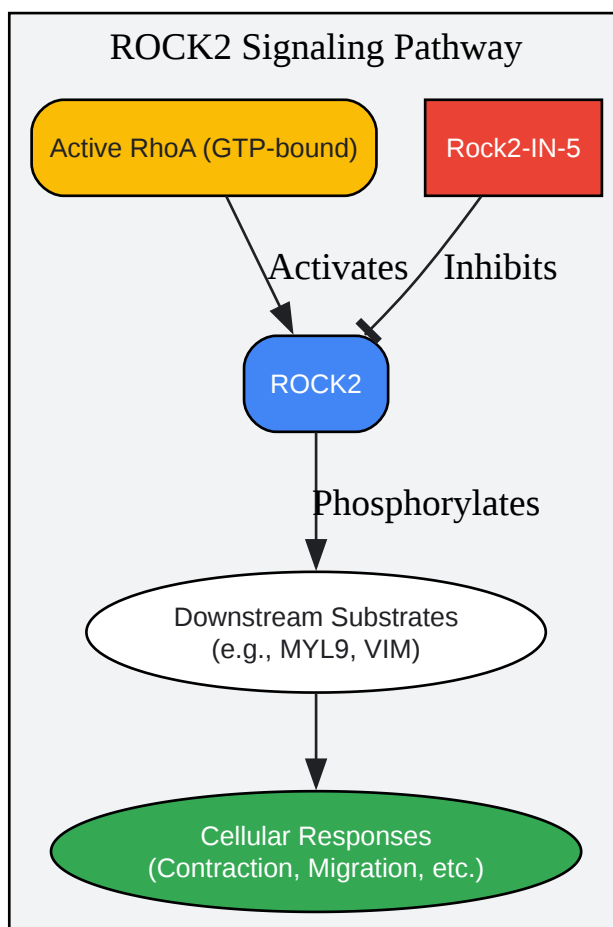 ROCK2 Signaling Pathway
Active RhoA (GTP-bound)
Rock2-IN-5
Activates
Inhibits
ROCK2
Phosphorylates
Downstream Substrates
(e.g., MYL9, VIM)
Cellular Responses
(Contraction, Migration, etc.)